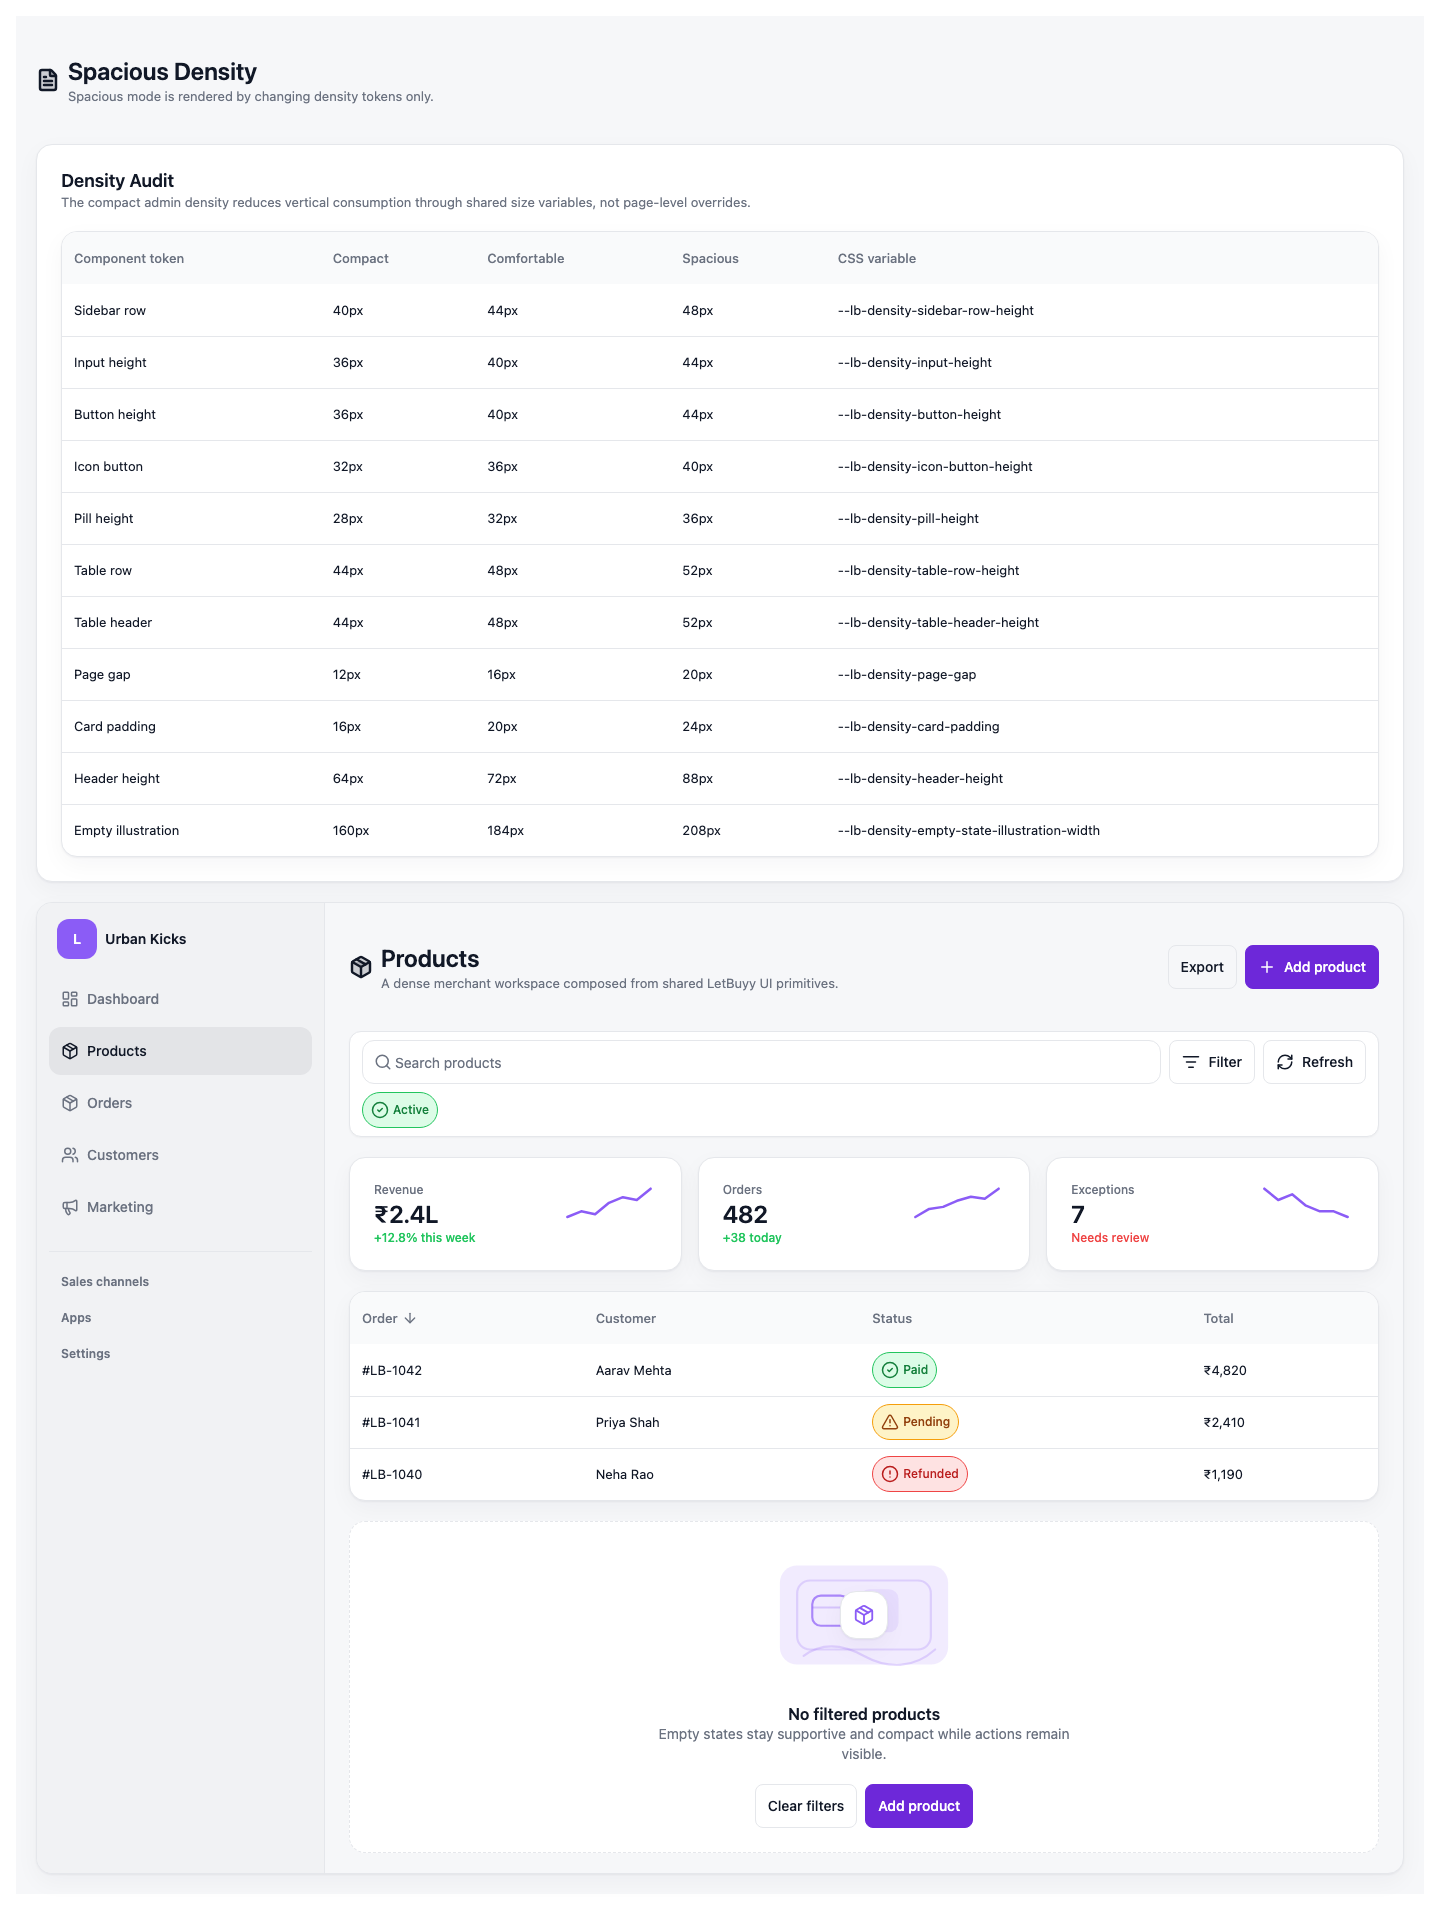 Spacious Density
Spacious mode is rendered by changing density tokens only.
Density Audit
The compact admin density reduces vertical consumption through shared size variables, not page-level overrides.
Component token Compact Comfortable Spacious CSS variable
Sidebar row 40px 44px 48px --lb-density-sidebar-row-height
Input height 36px 40px 44px --lb-density-input-height
Button height 36px 40px 44px --lb-density-button-height
Icon button 32px 36px 40px --lb-density-icon-button-height
Pill height 28px 32px 36px --lb-density-pill-height
Table row 44px 48px 52px --lb-density-table-row-height
Table header 44px 48px 52px --lb-density-table-header-height
Page gap 12px 16px 20px --lb-density-page-gap
Card padding 16px 20px 24px --lb-density-card-padding
Header height 64px 72px 88px --lb-density-header-height
Empty illustration 160px 184px 208px --lb-density-empty-state-illustration-width
L Urban Kicks
Dashboard
Products
Orders
Customers
Marketing
Sales channels
Apps
Settings
Products
A dense merchant workspace composed from shared LetBuyy UI primitives.
Export Add product
Search products Filter Refresh
Active
Revenue
₹2.4L
+12.8% this week
Orders
482
+38 today
Exceptions
7
Needs review
Order Customer Status Total
#LB-1042 Aarav Mehta Paid ₹4,820
#LB-1041 Priya Shah Pending ₹2,410
#LB-1040 Neha Rao Refunded ₹1,190
No filtered products
Empty states stay supportive and compact while actions remain
visible.
Clear filters Add product